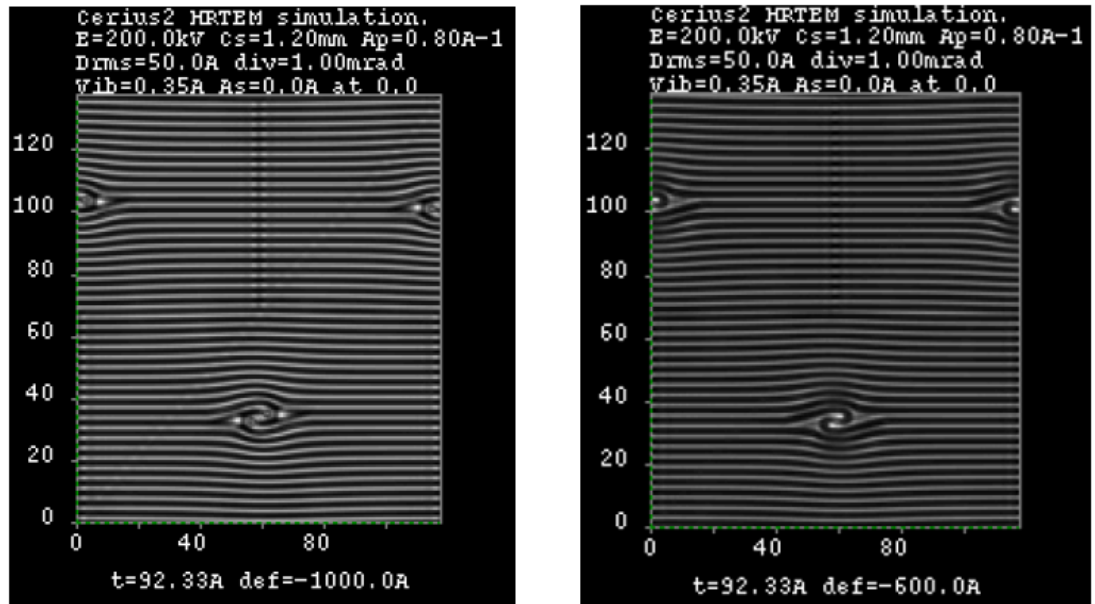 Cerius2 HRTEM simulation.
E=200.0kV Cs=1.20mm Ap=0.80A-1
Drms=50.0A div=1.00mrad
Vib=0.35A As=0.0A at 0.0
120
100
80
60
40
20
0
0 40 80
t=92.33A def=-1000.0A
Cerius2 HRTEM simulation.
E=200.0kV Cs=1.20mm Ap=0.80A-1
Drms=50.0A div=1.00mrad
Vib=0.35A As=0.0A at 0.0
120
100
80
60
40
20
0
0 40 80
t=92.33A def=-600.0A